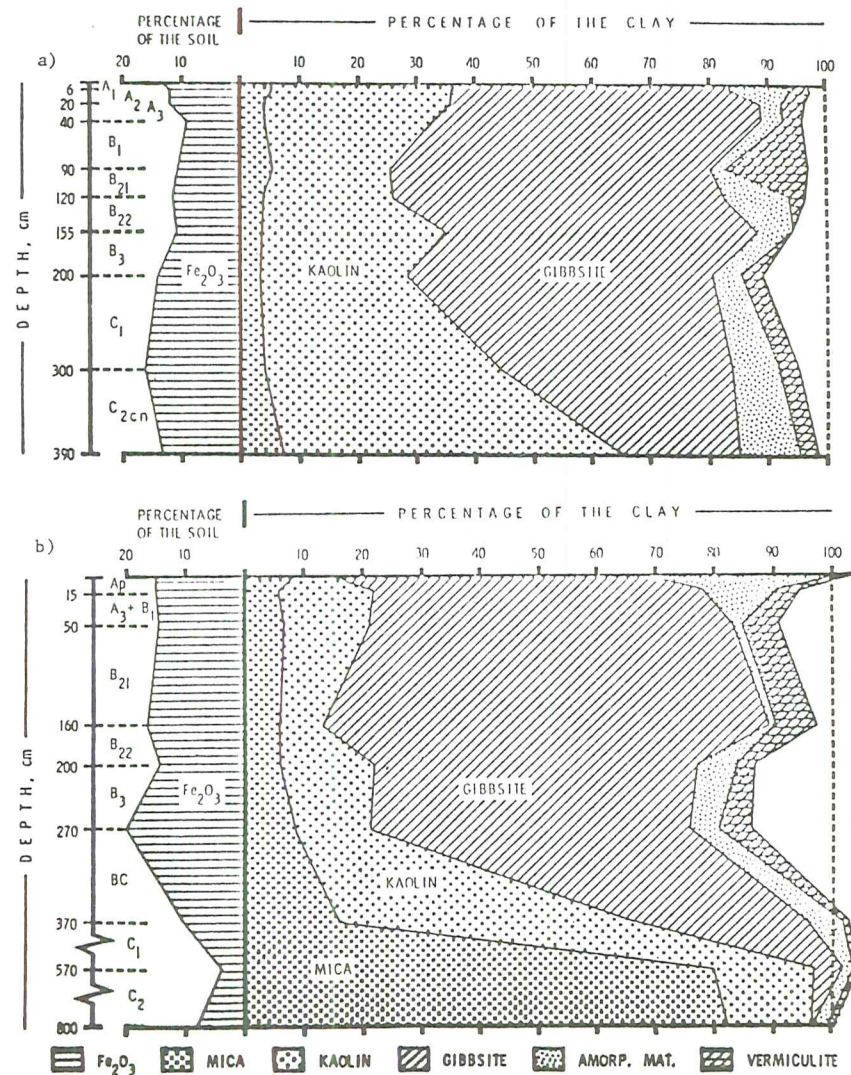 PERCENTAGE OF THE SOIL
PERCENTAGE OF THE CLAY
a)
20 10 0 10 20 30 40 50 60 70 80 90 100
DEPTH, cm
6 A1
20 A2
40 A3
B1
90
B21
120
B22
155
B3
200
C1
300
C2cn
390
Fe2O3
KAOLIN
GIBBSITE
PERCENTAGE OF THE SOIL
PERCENTAGE OF THE CLAY
b)
20 10 10 20 30 40 50 60 70 80 90 100
DEPTH, cm
Ap
15
A3 + B1
50
B21
160
B22
200
B3
270
BC
370
C1
570
C2
800
Fe2O3
GIBBSITE
KAOLIN
MICA
Fe2O3 MICA KAOLIN GIBBSITE AMORP. MAT. VERMICULITE